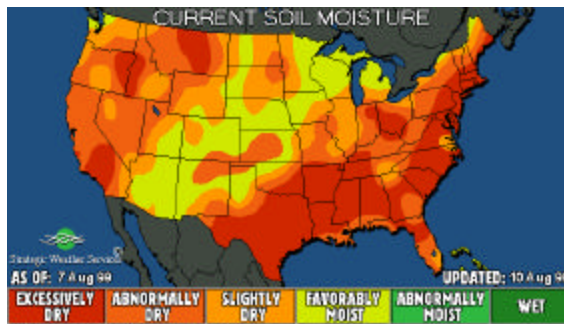 CURRENT SOIL MOISTURE
Strategic Weather Services
AS OF: 7 Aug 99
UPDATED: 10 Aug 99
EXCESSIVELY DRY
ABNORMALLY DRY
SLIGHTLY DRY
FAVORABLY MOIST
ABNORMALLY MOIST
WET